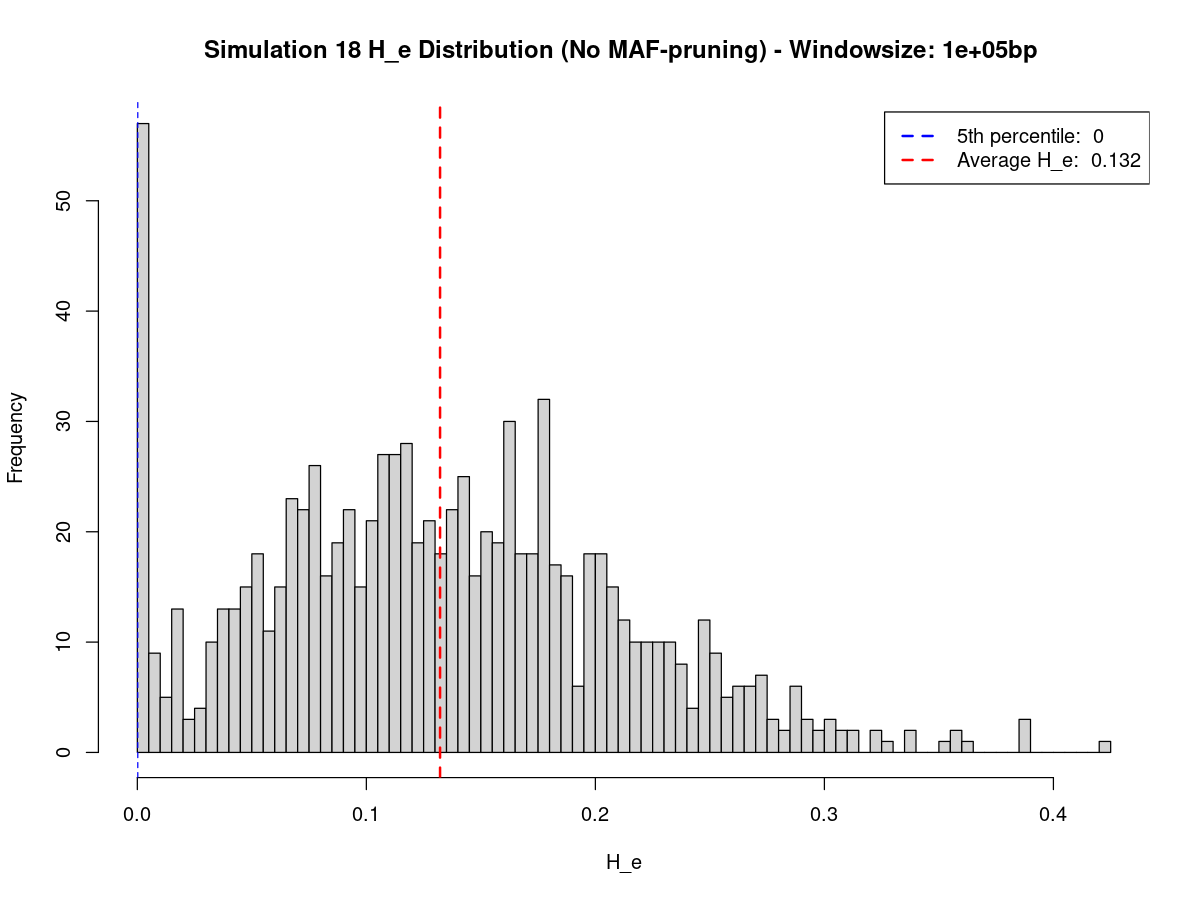 Simulation 18 H_e Distribution (No MAF-pruning) - Windowsize: 1e+05bp
5th percentile:  0
Average H_e:  0.132
Frequency
50
40
30
20
10
0
0.0 0.1 0.2 0.3 0.4
H_e